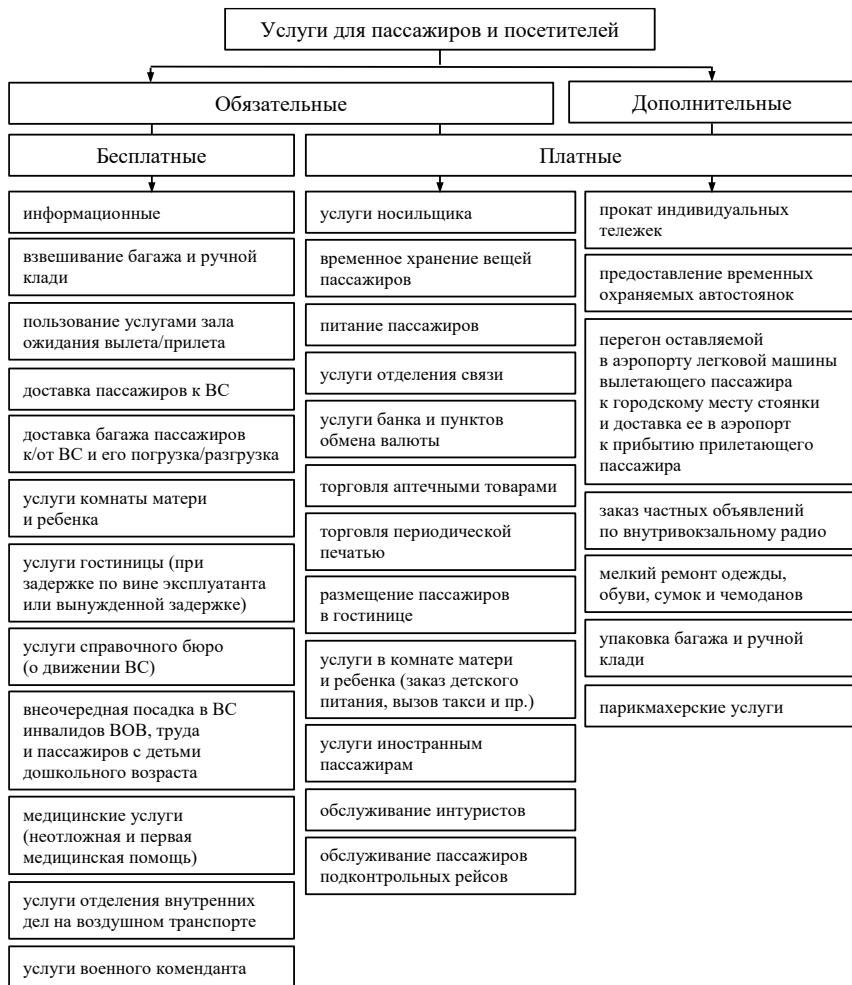 Услуги для пассажиров и посетителей
Обязательные
Дополнительные
Бесплатные
Платные
информационные
взвешивание багажа и ручной
клади
пользование услугами зала
ожидания вылета/прилета
доставка пассажиров к ВС
доставка багажа пассажиров
к/от ВС и его погрузка/разгрузка
услуги комнаты матери
и ребенка
услуги гостиницы (при
задержке по вине эксплуатанта
или вынужденной задержке)
услуги справочного бюро
(о движении ВС)
внеочередная посадка в ВС
инвалидов ВОВ, труда
и пассажиров с детьми
дошкольного возраста
медицинские услуги
(неотложная и первая
медицинская помощь)
услуги отделения внутренних
дел на воздушном транспорте
услуги военного коменданта
услуги носильщика
временное хранение вещей
пассажиров
питание пассажиров
услуги отделения связи
услуги банка и пунктов
обмена валюты
торговля аптечными товарами
торговля периодической
печатью
размещение пассажиров
в гостинице
услуги в комнате матери
и ребенка (заказ детского
питания, вызов такси и пр.)
услуги иностранным
пассажирам
обслуживание интуристов
обслуживание пассажиров
подконтрольных рейсов
прокат индивидуальных
тележек
предоставление временных
охраняемых автостоянок
перегон оставляемой
в аэропорту легковой машины
вылетающего пассажира
к городскому месту стоянки
и доставка ее в аэропорт
к прибытию прилетающего
пассажира
заказ частных объявлений
по внутривокзальному радио
мелкий ремонт одежды,
обуви, сумок и чемоданов
упаковка багажа и ручной
клади
парикмахерские услуги